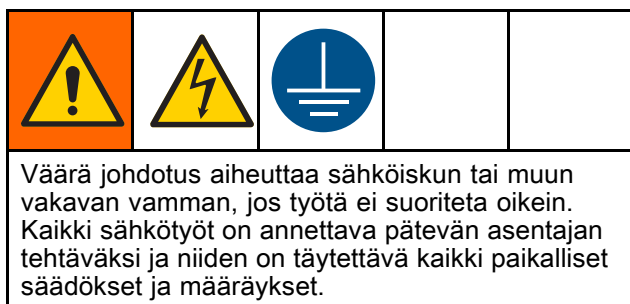 Väärä johdotus aiheuttaa sähköiskun tai muun
vakavan vamman, jos työtä ei suoriteta oikein.
Kaikki sähkötyöt on annettava pätevän asentajan
tehtäväksi ja niiden on täytettävä kaikki paikalliset
säädökset ja määräykset.